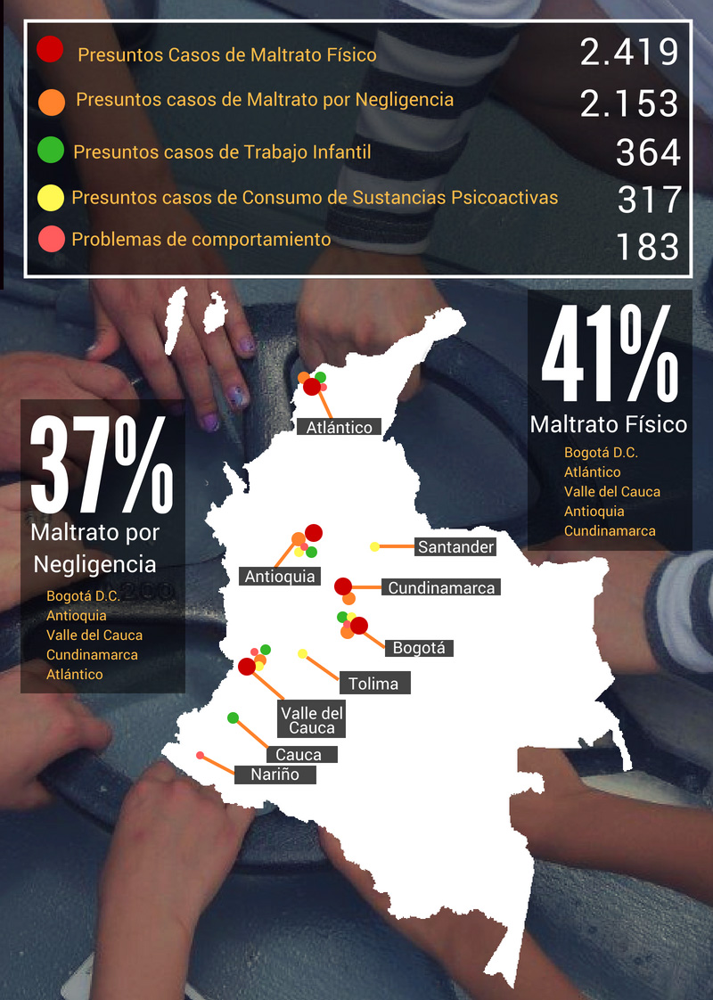 Presuntos Casos de Maltrato Físico 2.419
Presuntos casos de Maltrato por Negligencia 2.153
Presuntos casos de Trabajo Infantil 364
Presuntos casos de Consumo de Sustancias Psicoactivas 317
Problemas de comportamiento 183
41%
Maltrato Físico
Bogotá D.C.
Atlántico
Valle del Cauca
Antioquia
Cundinamarca
37%
Maltrato por
Negligencia
Bogotá D.C.
Antioquia
Valle del Cauca
Cundinamarca
Atlántico
Atlántico
Santander
Antioquia
Cundinamarca
Bogotá
Tolima
Valle del
Cauca
Cauca
Nariño